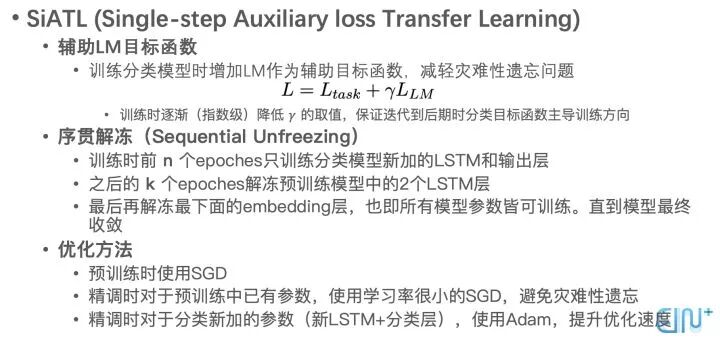 • SiATL (Single-step Auxiliary loss Transfer Learning)
• 辅助LM目标函数
• 训练分类模型时增加LM作为辅助目标函数，减轻灾难性遗忘问题
L = L_{task} + γL_{LM}
• 训练时逐渐（指数级）降低 γ 的取值，保证迭代到后期时分类目标函数主导训练方向
• 序贯解冻（Sequential Unfreezing）
• 训练时前 n 个epoches只训练分类模型新加的LSTM和输出层
• 之后的 k 个epoches解冻预训练模型中的2个LSTM层
• 最后再解冻最下面的embedding层，也即所有模型参数皆可训练。直到模型最终
收敛
• 优化方法
• 预训练时使用SGD
• 精调时对于预训练中已有参数，使用学习率很小的SGD，避免灾难性遗忘
• 精调时对于分类新加的参数（新LSTM+分类层），使用Adam，提升优化速度